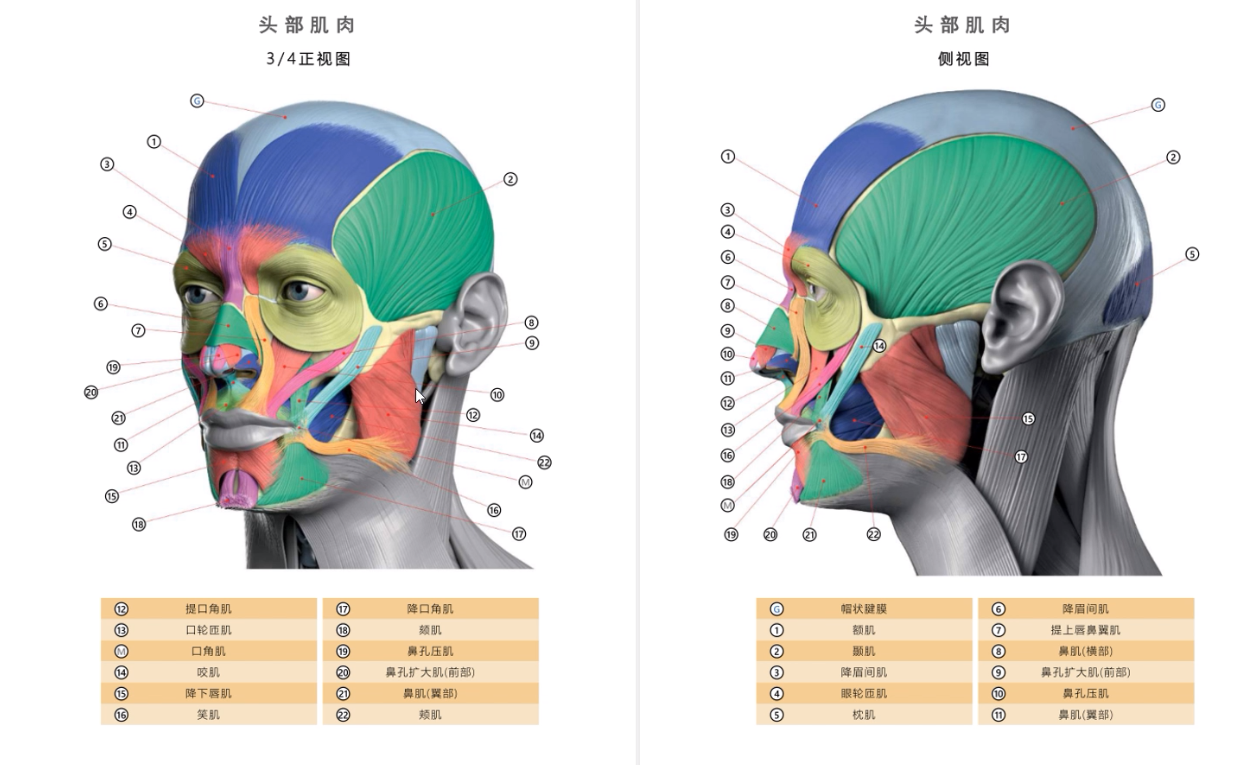 头部肌肉
3/4正视图
G
1
3
4
5
6
7
19
20
21
11
13
15
18
2
8
9
10
12
14
22
M
16
17
12 提口角肌 17 降口角肌
13 口轮匝肌 18 颏肌
M 口角肌 19 鼻孔压肌
14 咬肌 20 鼻孔扩大肌(前部)
15 降下唇肌 21 鼻肌(翼部)
16 笑肌 22 颊肌
头部肌肉
侧视图
G
1
2
3
4
5
6
7
8
9
10
11
12
13
14
15
16
17
18
M
19 20 21 22
G 帽状腱膜 6 降眉间肌
1 额肌 7 提上唇鼻翼肌
2 颞肌 8 鼻肌(横部)
3 降眉间肌 9 鼻孔扩大肌(前部)
4 眼轮匝肌 10 鼻孔压肌
5 枕肌 11 鼻肌(翼部)